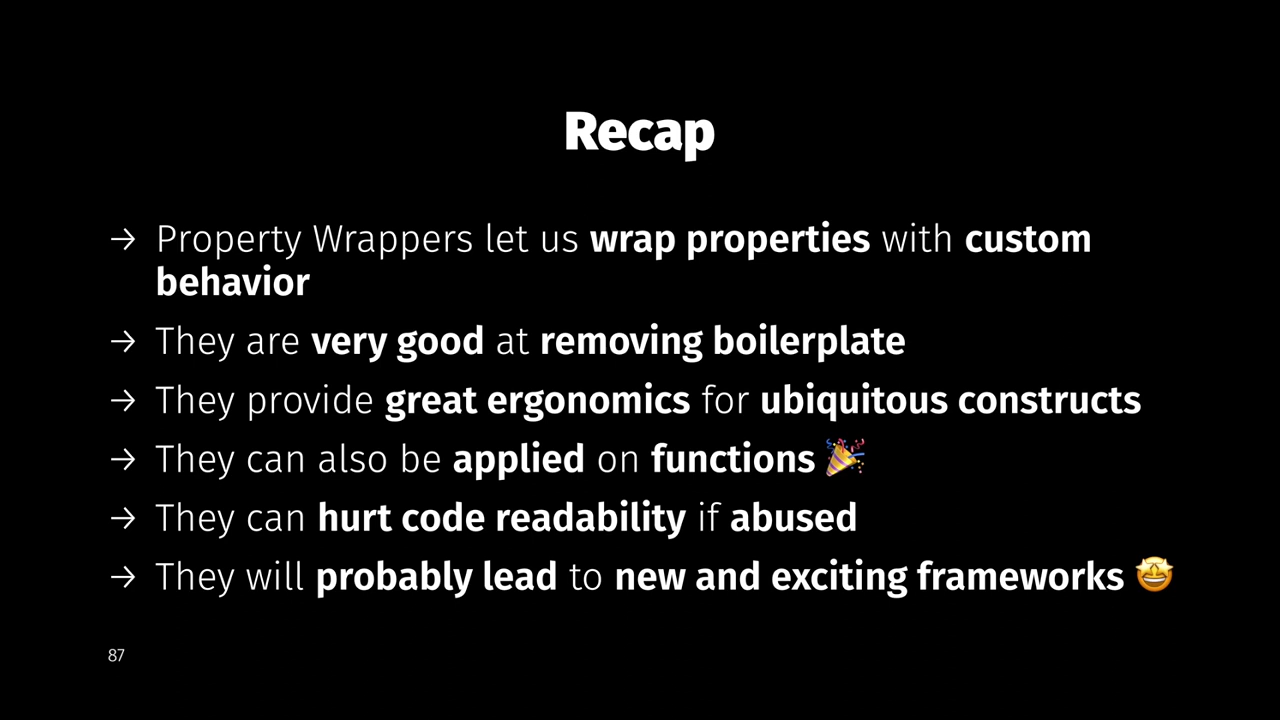 Recap
→ Property Wrappers let us wrap properties with custom
behavior
→ They are very good at removing boilerplate
→ They provide great ergonomics for ubiquitous constructs
→ They can also be applied on functions 🎉
→ They can hurt code readability if abused
→ They will probably lead to new and exciting frameworks 🤩
87